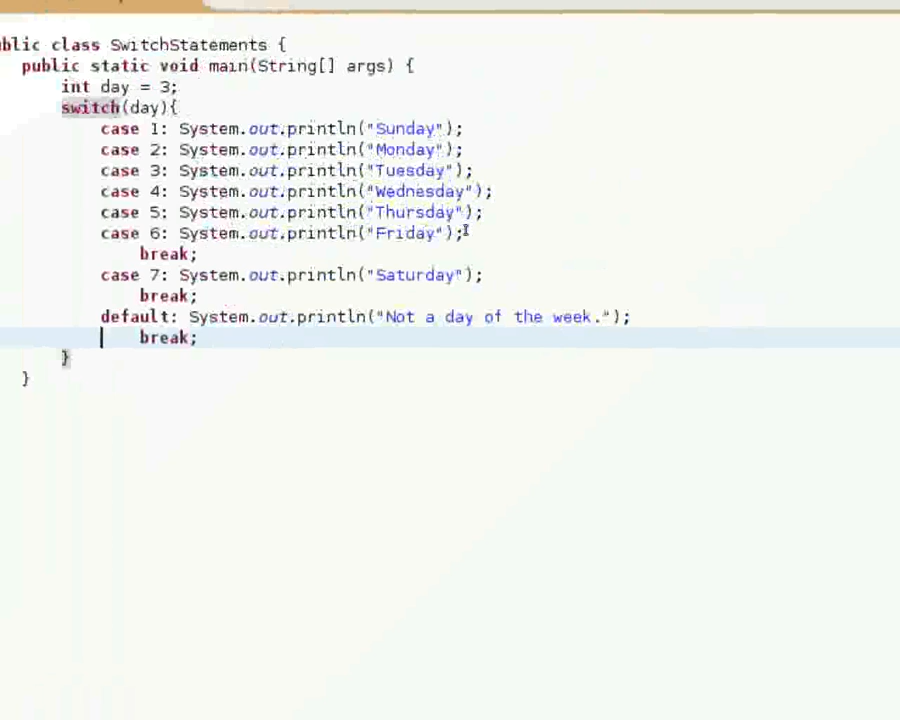 blic class SwitchStatements {
public static void main(String[] args) {
int day = 3;
switch(day){
case 1: System.out.println("Sunday");
case 2: System.out.println("Monday");
case 3: System.out.println("Tuesday");
case 4: System.out.println("Wednesday");
case 5: System.out.println("Thursday");
case 6: System.out.println("Friday");
break;
case 7: System.out.println("Saturday");
break;
default: System.out.println("Not a day of the week.");
break;
}
}